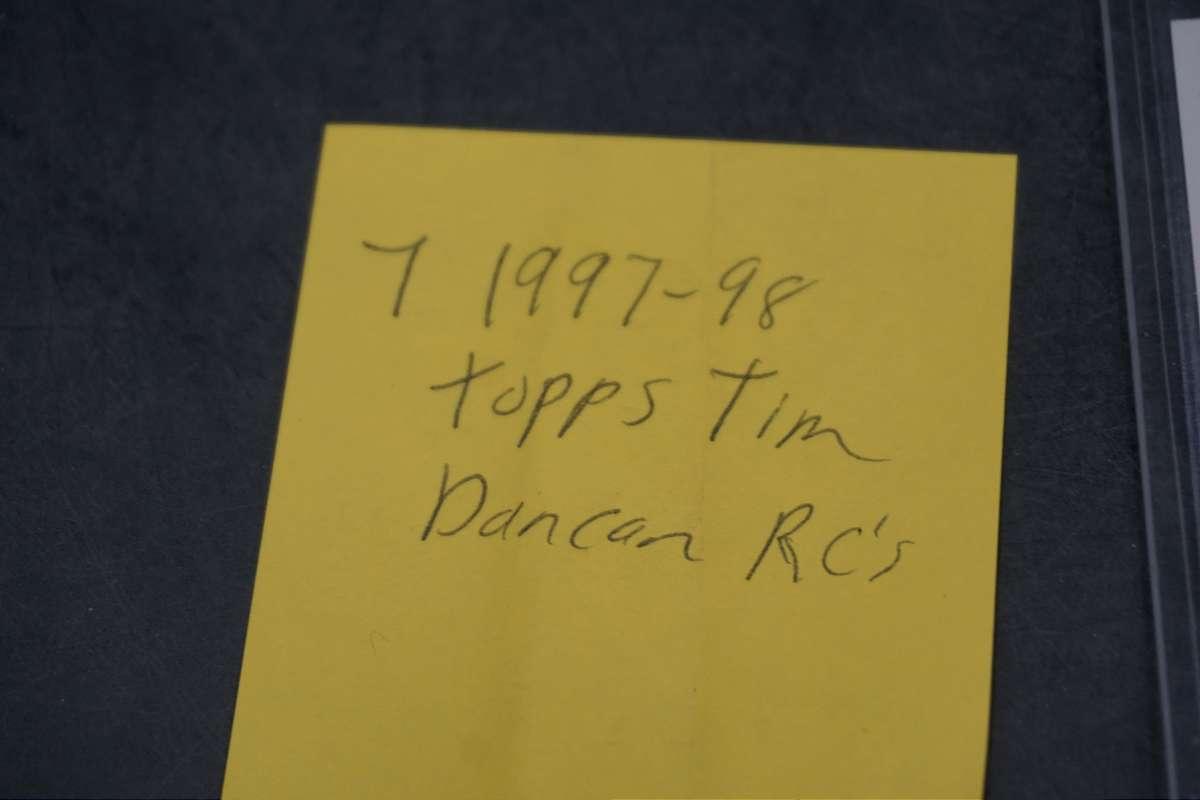 7 1997-98
Topps Tim
Duncan RC's